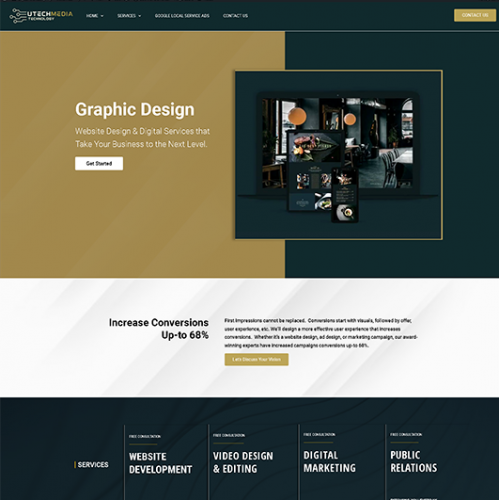 UTECHMEDIA
TECHNOLOGY
HOME
SERVICES
GOOGLE LOCAL SERVICE ADS
CONTACT US
CONTACT US
Graphic Design
Website Design & Digital Services that
Take Your Business to the Next Level.
Get Started
Increase Conversions
Up-to 68%
First Impressions cannot be replaced. Conversions start with visuals, followed by offer,
user experience, etc. We'll design a more effective user experience that increases
conversions. Whether it's a website design, ad design, or marketing campaign, our award-
winning experts have increased campaigns conversions up to 68%.
Let's Discuss Your Vision
| SERVICES
FREE CONSULTATION
WEBSITE
DEVELOPMENT
FREE CONSULTATION
VIDEO DESIGN
& EDITING
FREE CONSULTATION
DIGITAL
MARKETING
FREE CONSULTATION
PUBLIC
RELATIONS